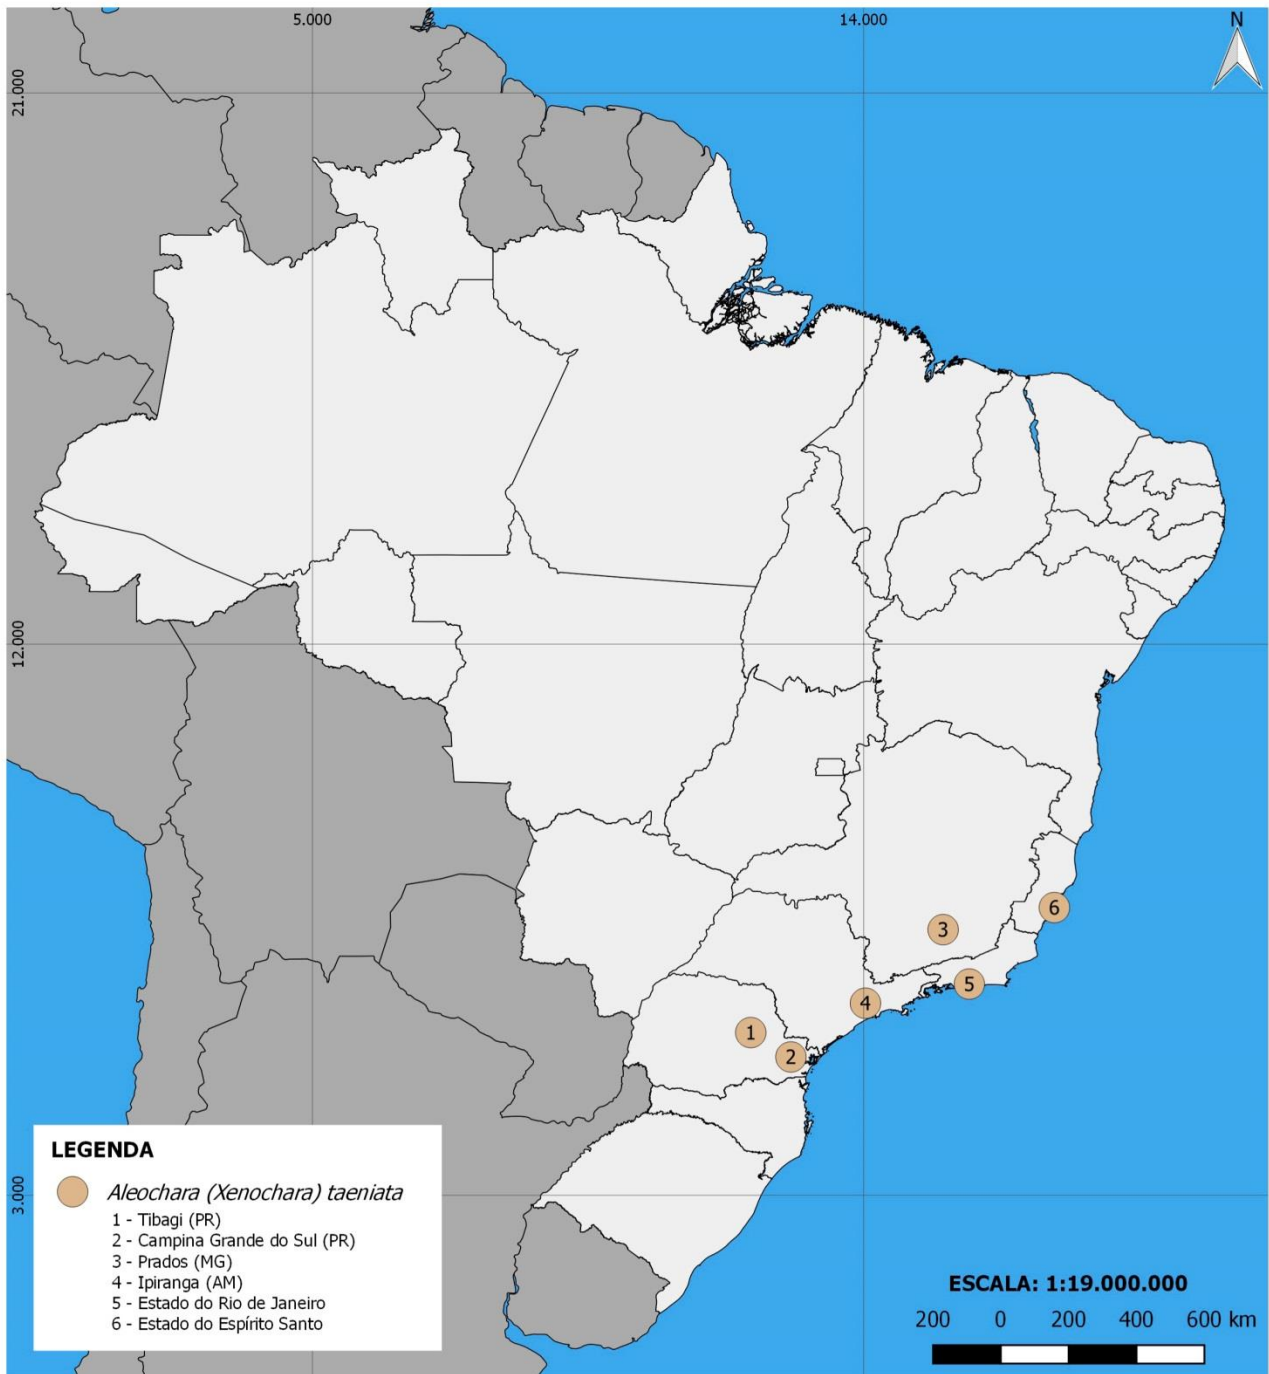 5.000
14.000
N
21.000
12.000
3.000
1
2
3
4
5
6
LEGENDA
Aleochara (Xenochara) taeniata
1 - Tibagi (PR)
2 - Campina Grande do Sul (PR)
3 - Prados (MG)
4 - Ipiranga (AM)
5 - Estado do Rio de Janeiro
6 - Estado do Espírito Santo
ESCALA: 1:19.000.000
200 0 200 400 600 km